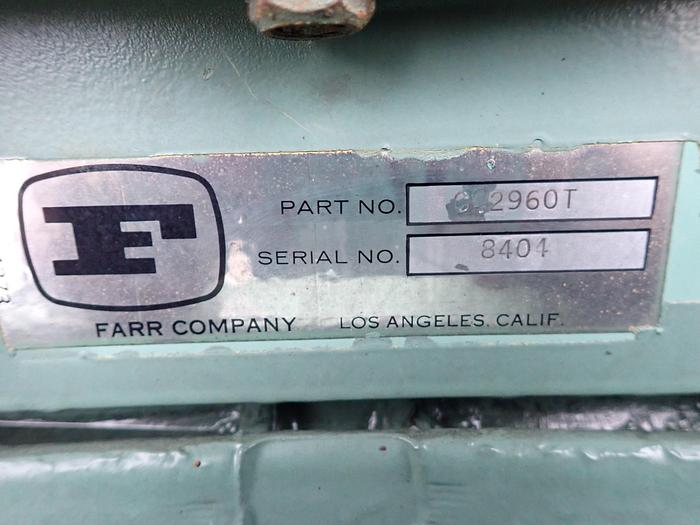 F
PART NO.
SERIAL NO. 8404
FARR COMPANY LOS ANGELES, CALIF.